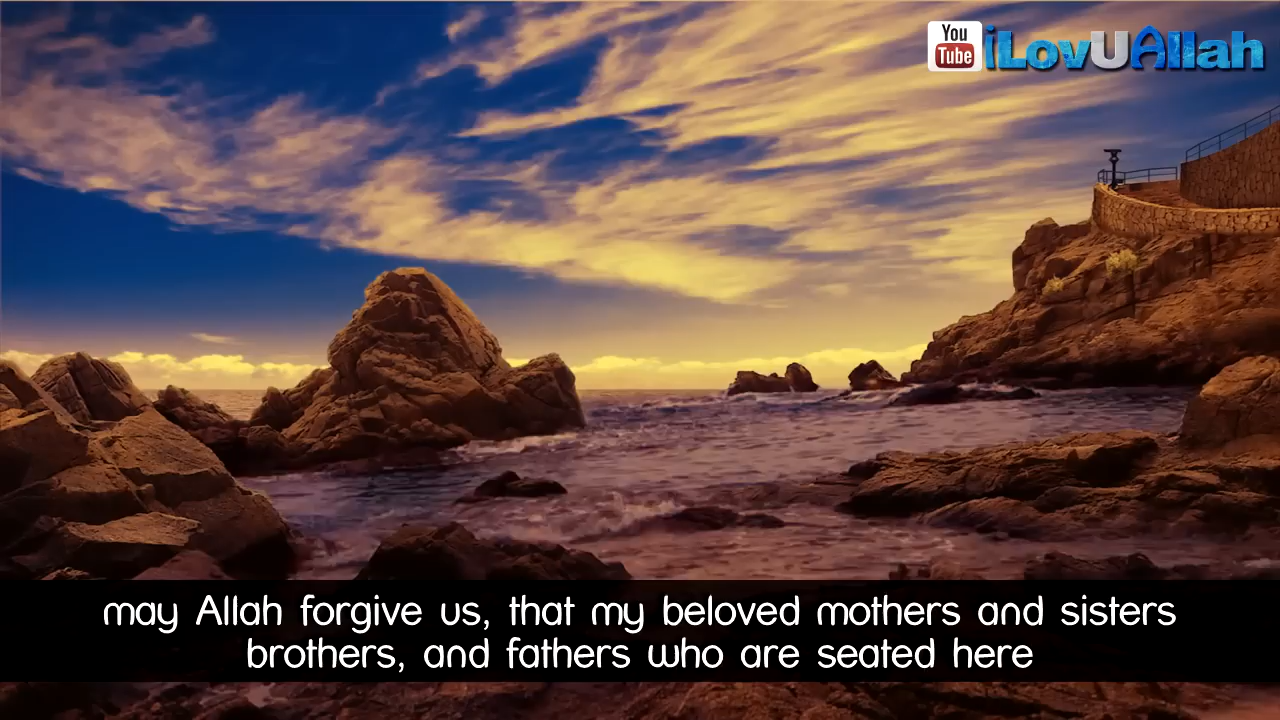 You
Tube
iLovUAllah
may Allah forgive us, that my beloved mothers and sisters
brothers, and fathers who are seated here